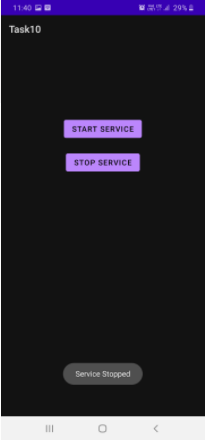 11:40 29%
Task10
START SERVICE
STOP SERVICE
Service Stopped